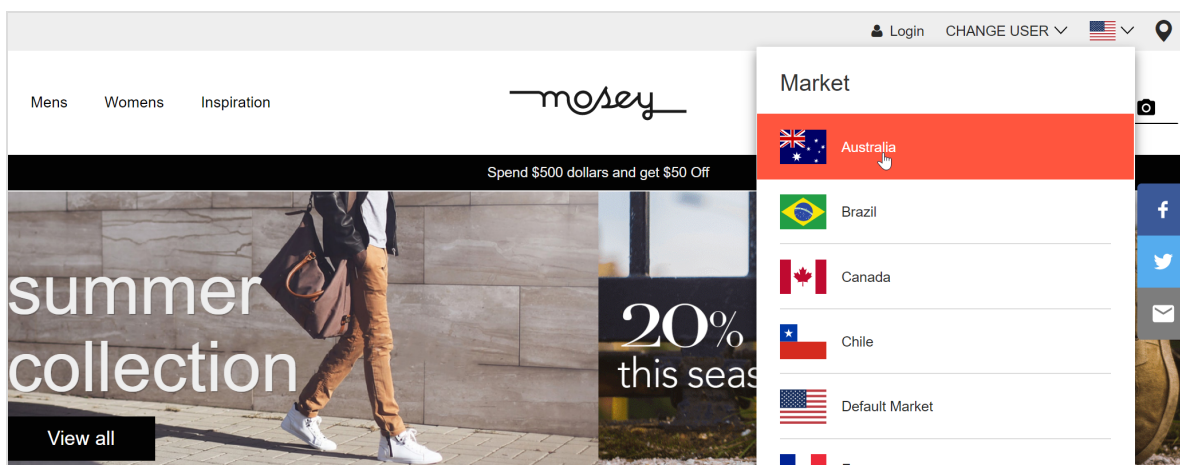 Login CHANGE USER
Mens Womens Inspiration
mosey
Spend $500 dollars and get $50 Off
summer
collection
View all
20%
this seas
Market
Australia
Brazil
Canada
Chile
Default Market